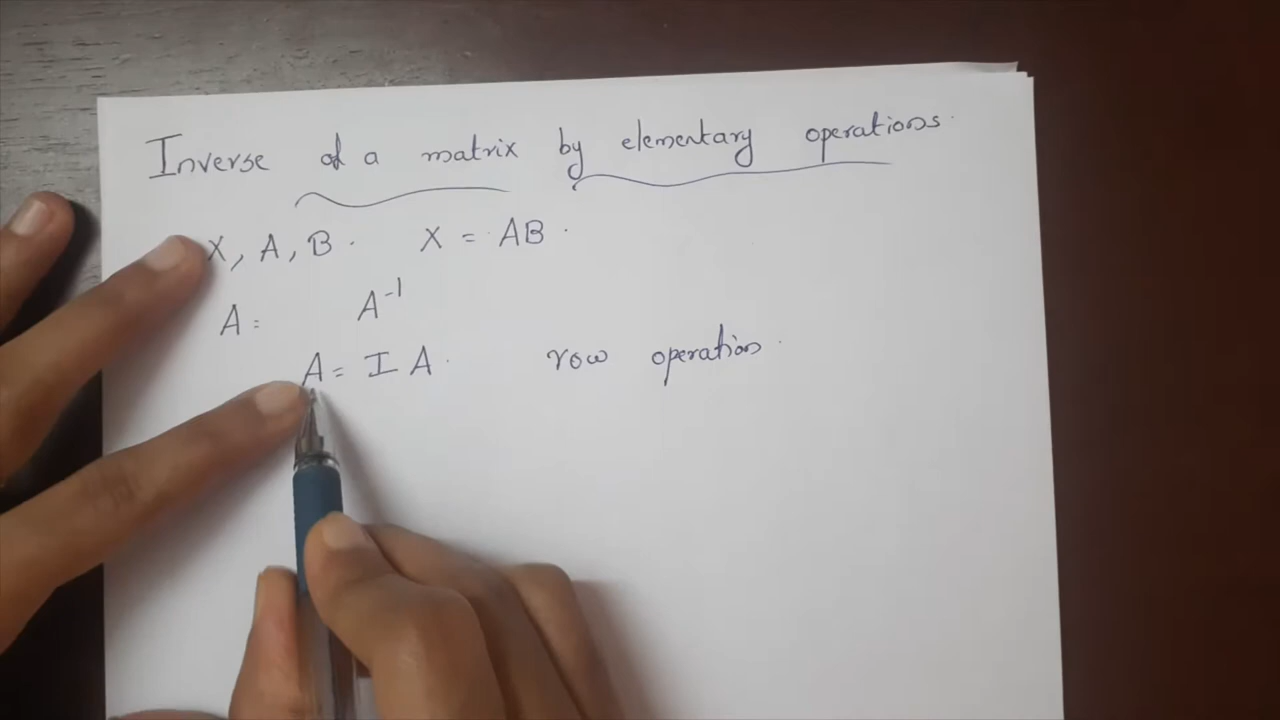 Inverse of a matrix by elementary operations.
X, A, B. X = AB.
A = A⁻¹
A = I A. row operation.